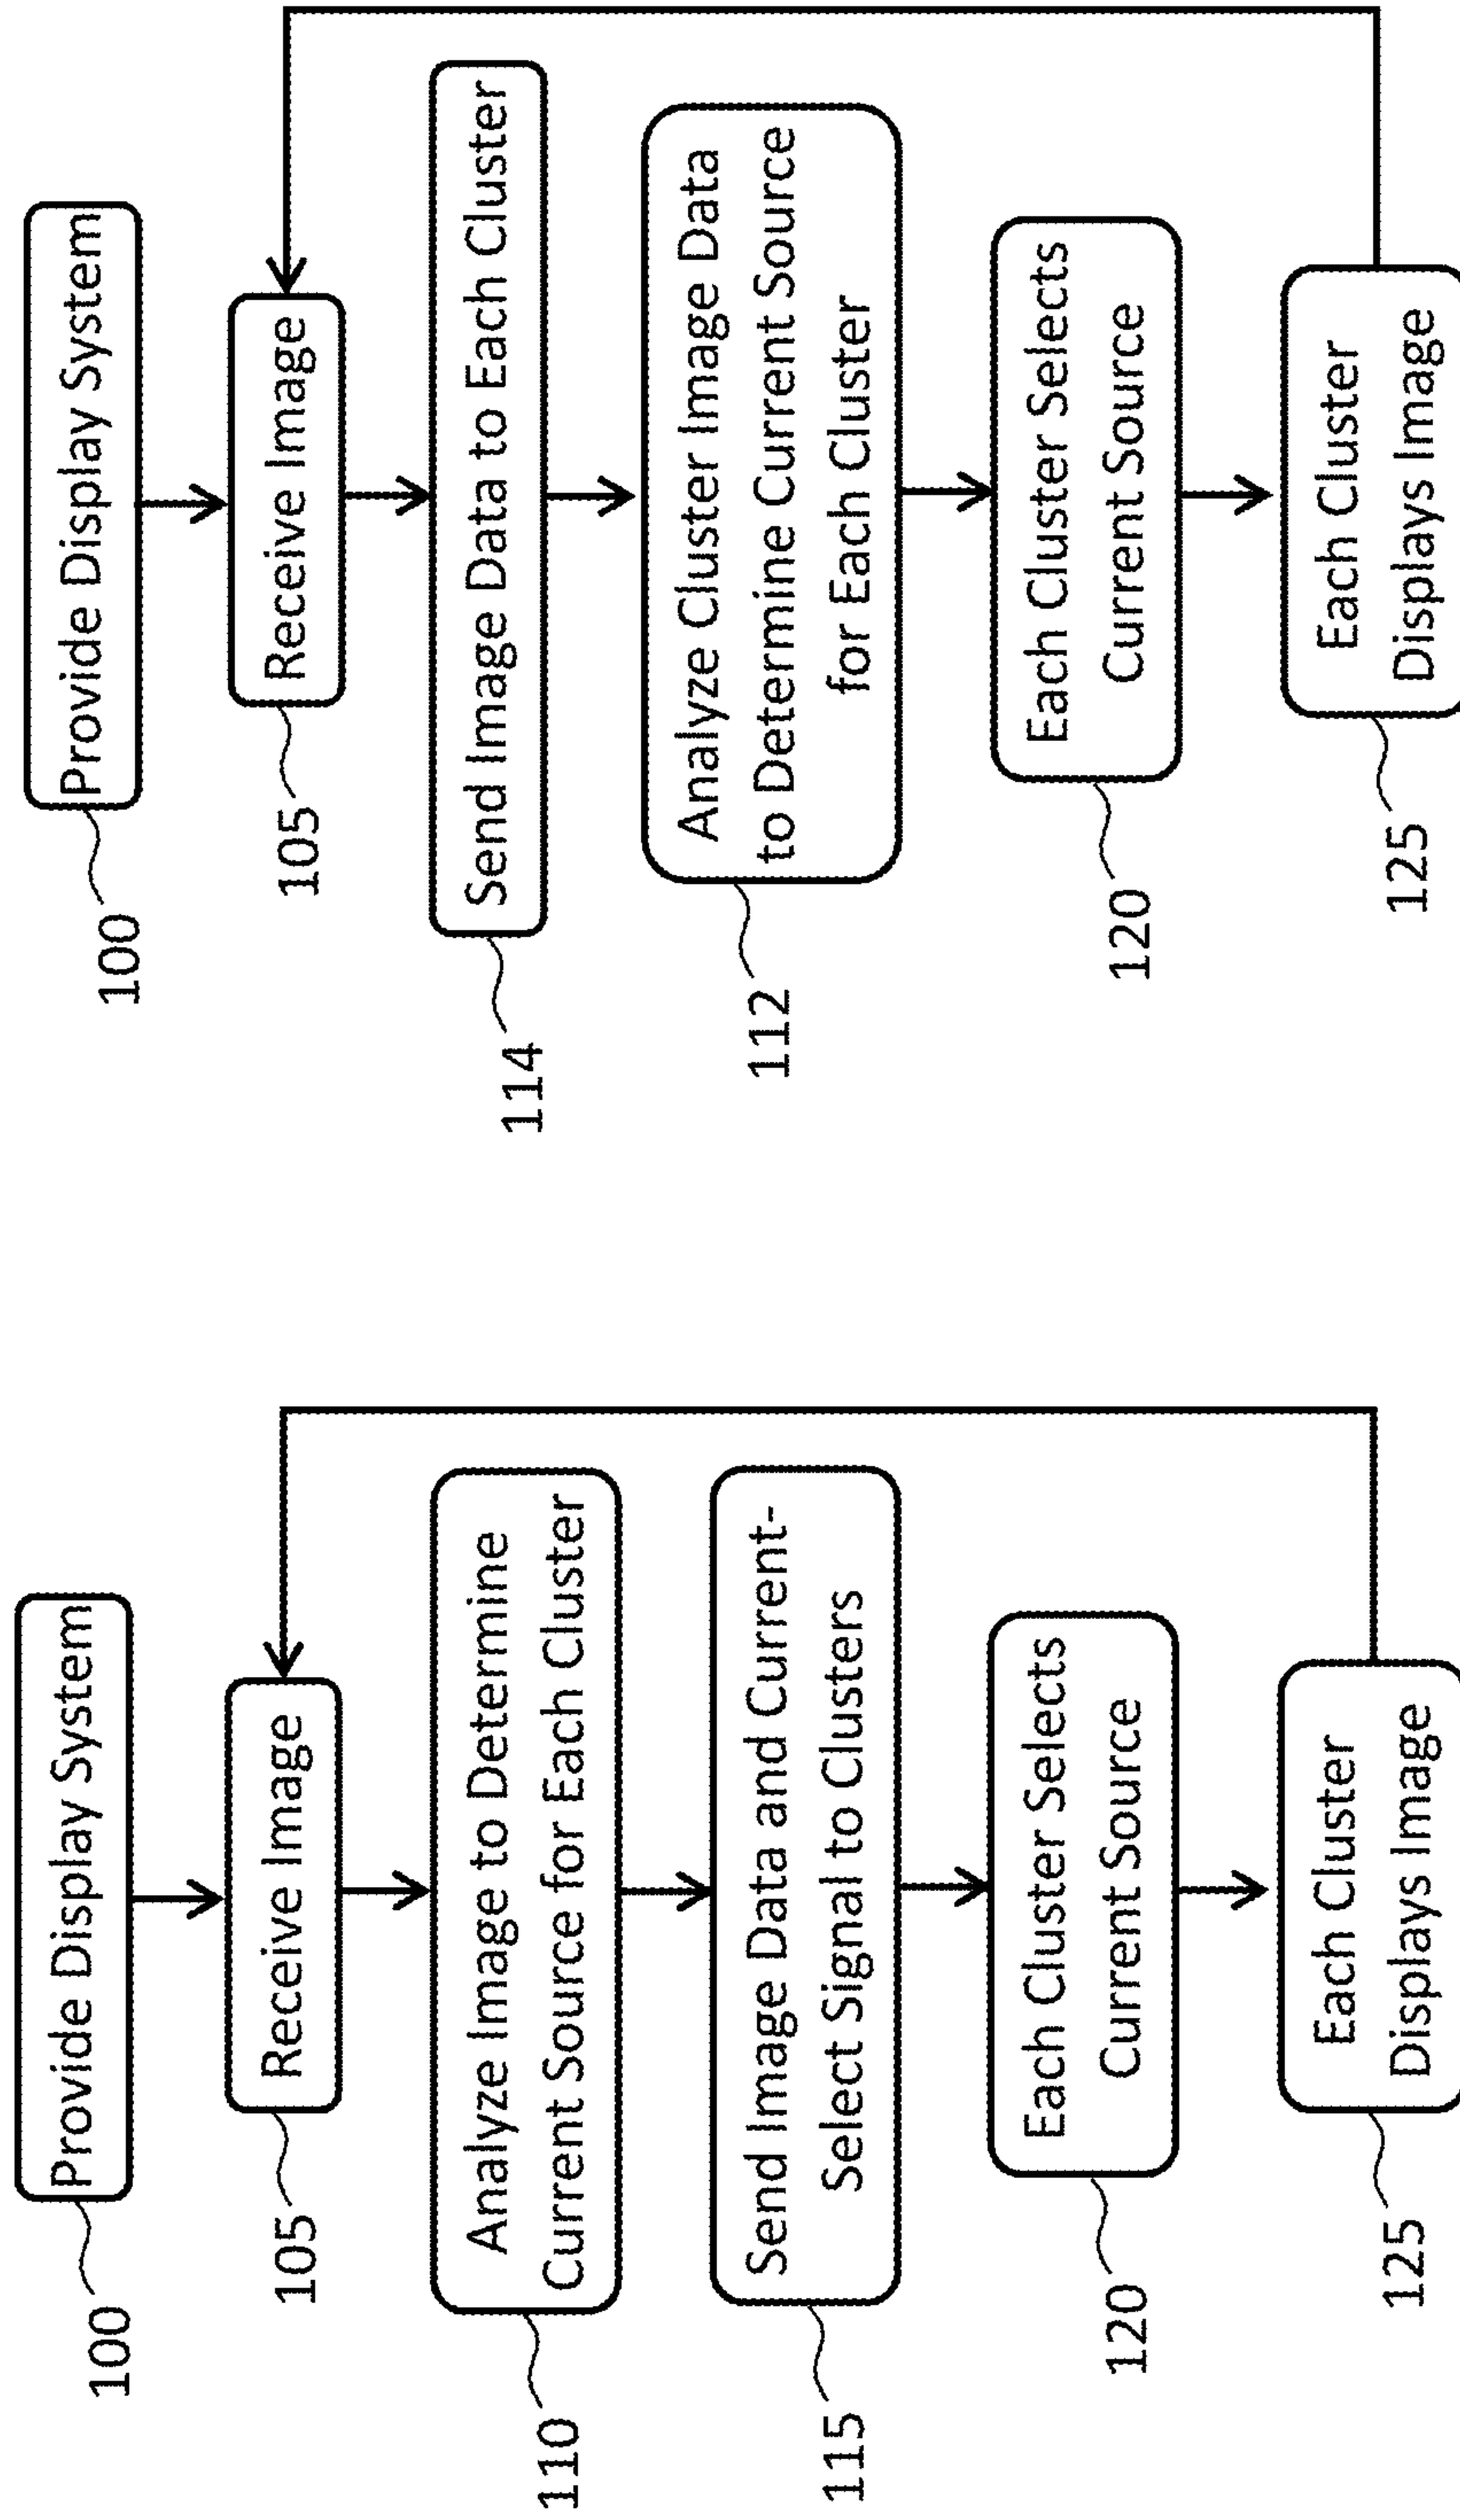 Provide Display System
100
Receive Image
105
Analyze Image to Determine
Current Source for Each Cluster
110
Send Image Data and Current-
Select Signal to Clusters
115
Each Cluster Selects
Current Source
120
Each Cluster
Displays Image
125
Provide Display System
100
Receive Image
105
Send Image Data to Each Cluster
114
Analyze Cluster Image Data
to Determine Current Source
for Each Cluster
112
Each Cluster Selects
Current Source
120
Each Cluster
Displays Image
125